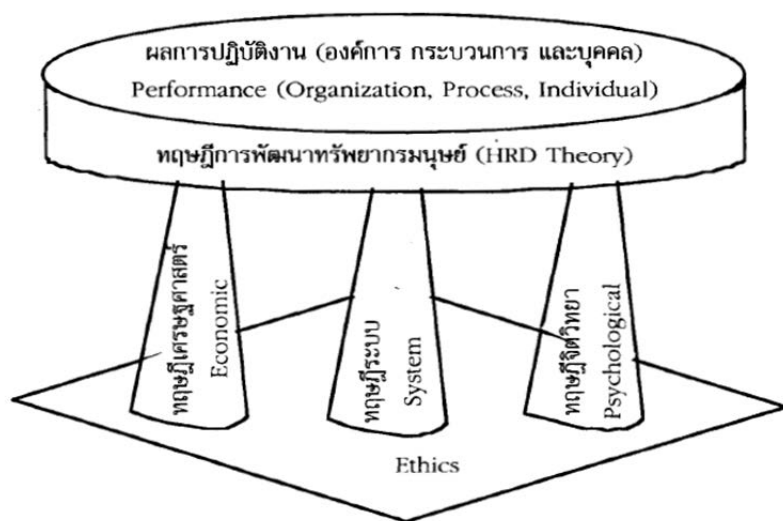 ผลการปฏิบัติงาน (องค์การ กระบวนการ และบุคคล)
Performance (Organization, Process, Individual)
ทฤษฎีการพัฒนาทรัพยากรมนุษย์ (HRD Theory)
ทฤษฎีเศรษฐศาสตร์
Economic
ทฤษฎีระบบ
System
ทฤษฎีจิตวิทยา
Psychological
Ethics